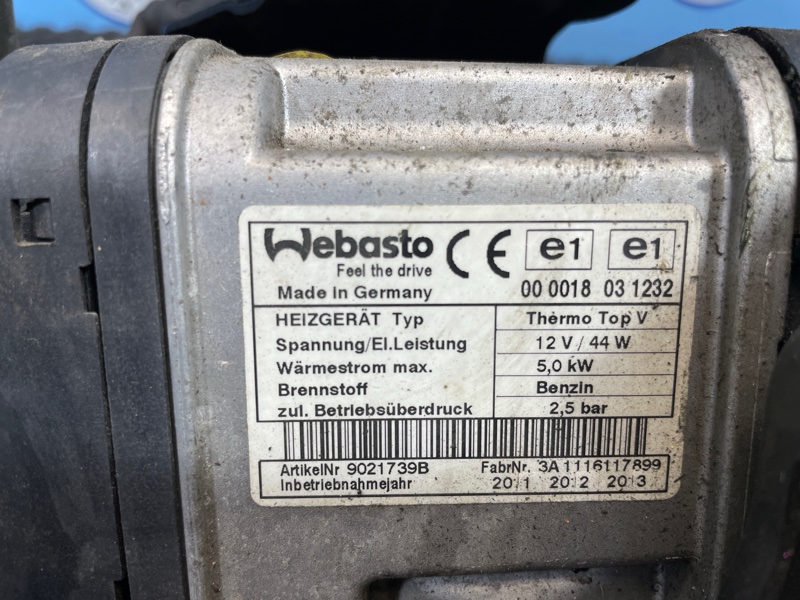 Webasto CE e1 e1
Feel the drive
Made in Germany 00 0018 03 1232
HEIZGERÄT Typ Thermo Top V
Spannung/El.Leistung 12 V / 44 W
Wärmestrom max. 5,0 kW
Brennstoff Benzin
zul. Betriebsüberdruck 2,5 bar
ArtikelNr 9021739B FabrNr. 3A1116117899
Inbetriebnahmejahr 2011 2012 2013